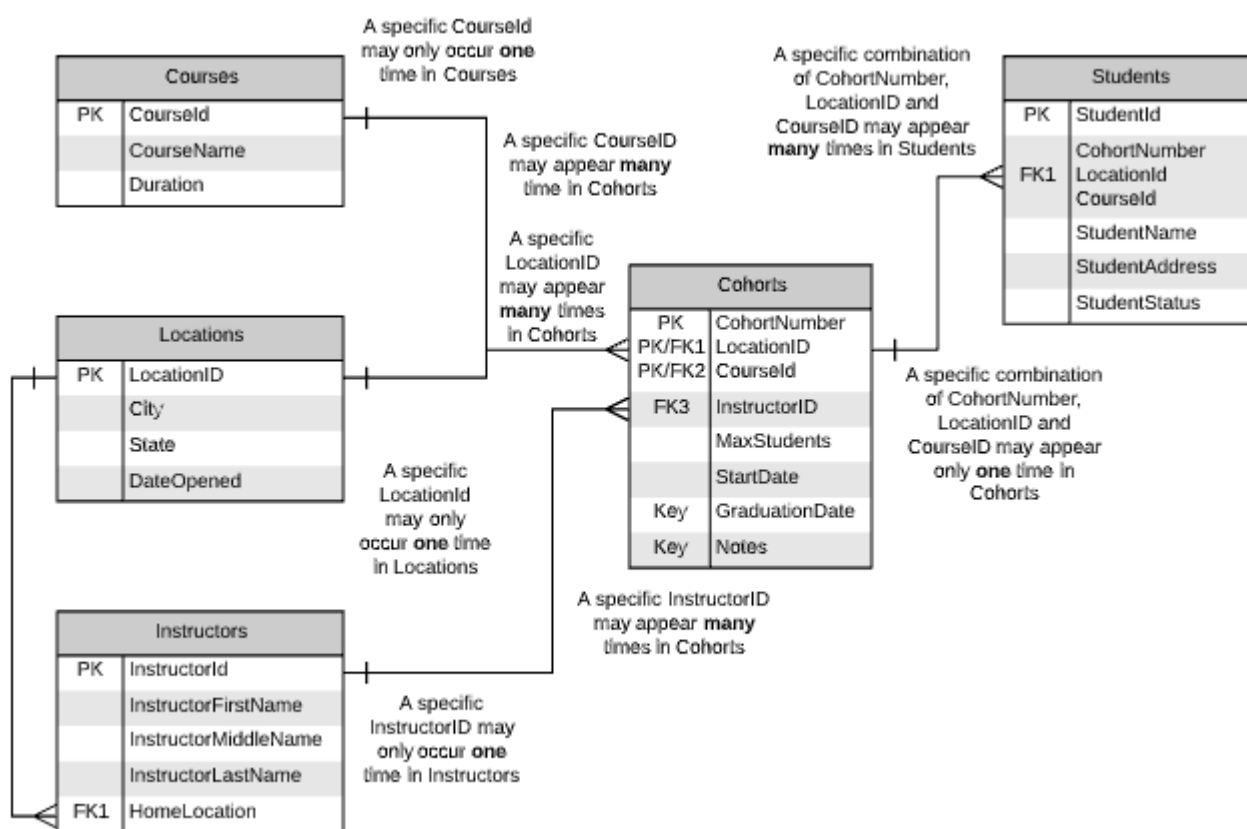 A specific CourseId
may only occur one
time in Courses
Courses
PK CourseId
CourseName
Duration
A specific CourseID
may appear many
time in Cohorts
A specific combination
of CohortNumber,
LocationID and
CourseID may appear
many times in Students
Students
PK StudentId
CohortNumber
FK1 LocationId
CourseId
StudentName
StudentAddress
StudentStatus
A specific
LocationID
may appear
many times
in Cohorts
Locations
PK LocationID
City
State
DateOpened
A specific
LocationId
may only
occur one time
in Locations
Cohorts
PK CohortNumber
PK/FK1 LocationID
PK/FK2 CourseId
FK3 InstructorID
MaxStudents
StartDate
Key GraduationDate
Key Notes
A specific combination
of CohortNumber,
LocationID and
CourseID may appear
only one time in
Cohorts
A specific InstructorID
may appear many
times in Cohorts
Instructors
PK InstructorId
InstructorFirstName
InstructorMiddleName
InstructorLastName
FK1 HomeLocation
A specific
InstructorID may
only occur one
time in Instructors